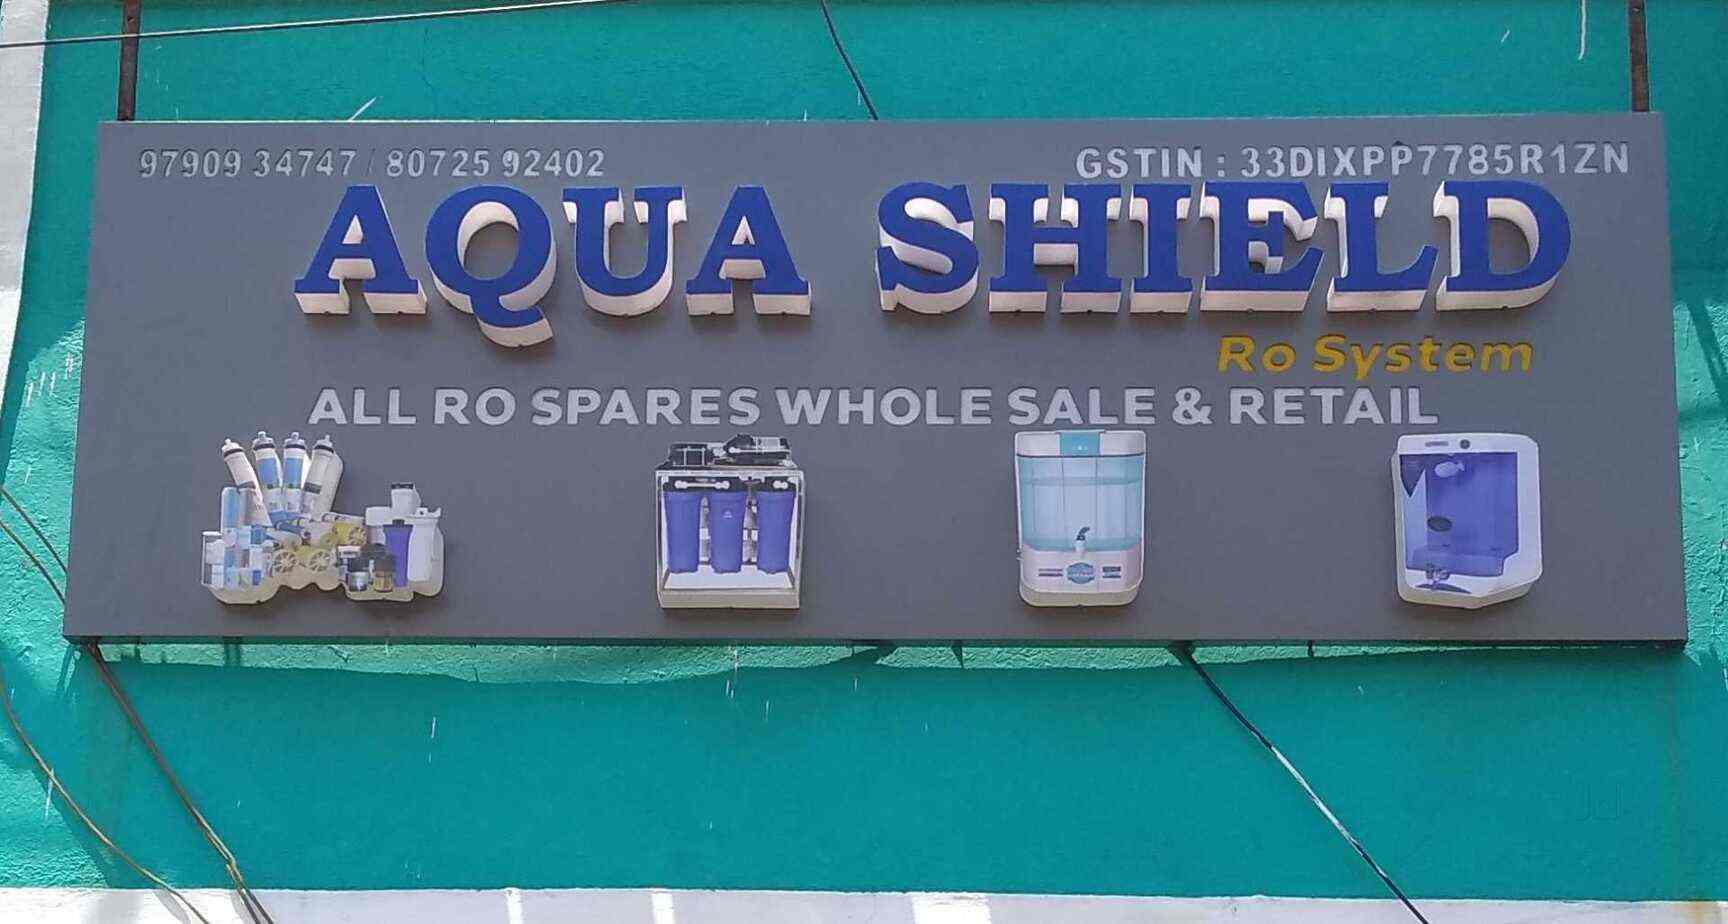 97909 34747 / 80725 92402
GSTIN : 33DIXPP7785R1ZN
AQUA SHIELD
Ro System
ALL RO SPARES WHOLE SALE & RETAIL